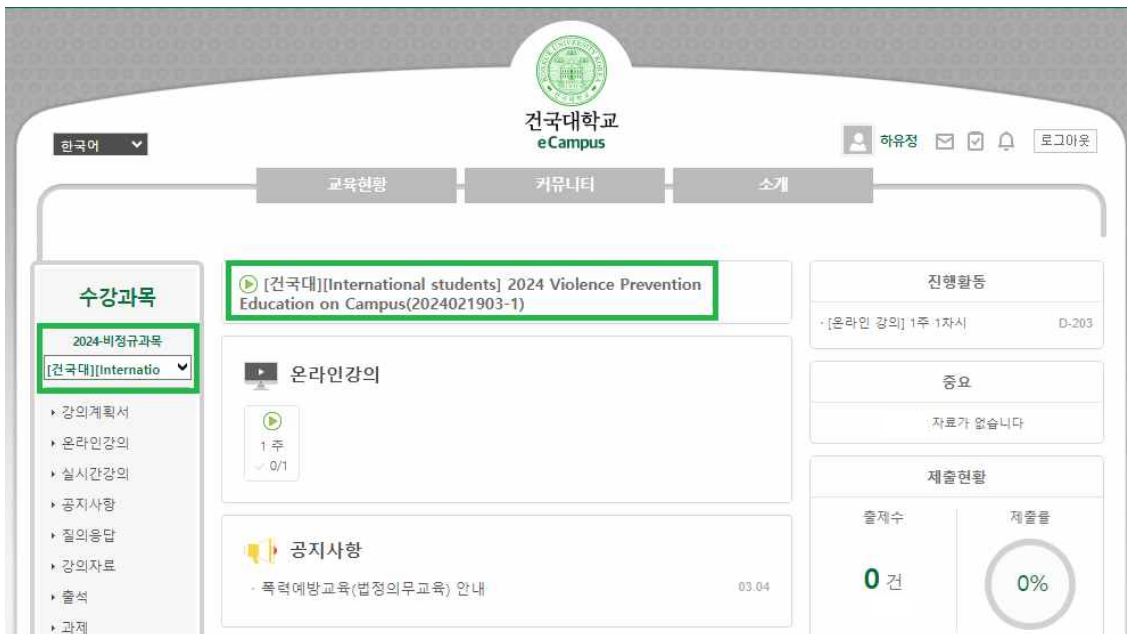 건국대학교
eCampus
한국어
하유정
로그아웃
교육현황
커뮤니티
소개
수강과목
2024-비정규과목
[건국대][Internatio
강의계획서
온라인강의
실시간강의
공지사항
질의응답
강의자료
출석
과제
[건국대][International students] 2024 Violence Prevention
Education on Campus(2024021903-1)
온라인강의
1 주
0/1
공지사항
· 폭력예방교육(법정의무교육) 안내 03.04
진행활동
· [온라인 강의] 1주 1차시 D-203
중요
자료가 없습니다
제출현황
출제수
제출률
0 건
0%